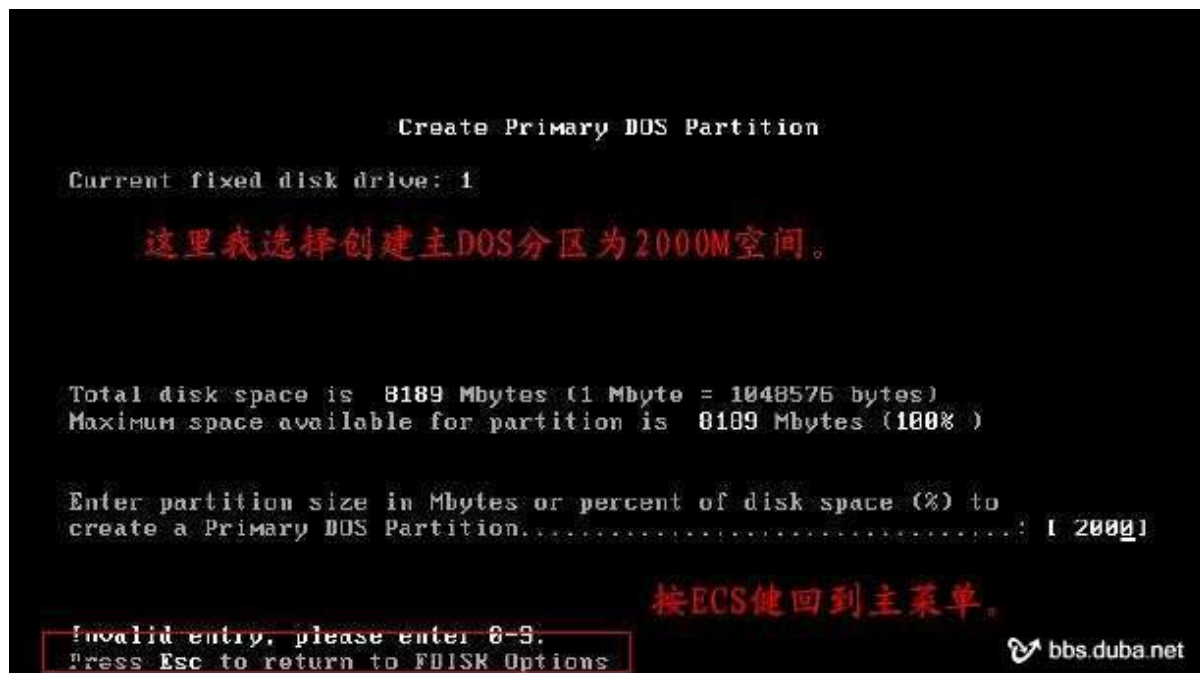 Create Primary DOS Partition
Current fixed disk drive: 1
这里我选择创建主DOS分区为2000M空间。
Total disk space is 8189 Mbytes (1 Mbyte = 1048576 bytes)
Maximum space available for partition is 8189 Mbytes (100% )
Enter partition size in Mbytes or percent of disk space (%) to
create a Primary DOS Partition..................................: [ 2000]
按ECS健回到主菜单。
Invalid entry, please enter 0-9.
Press Esc to return to FDISK Options
bbs.duba.net